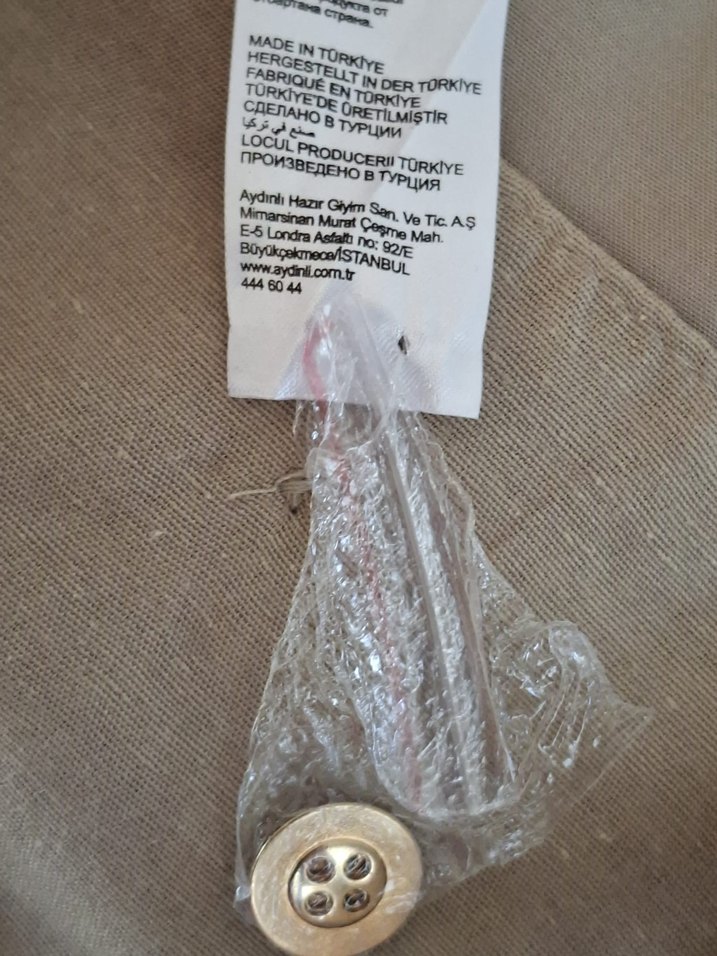 MADE IN TÜRKİYE
HERGESTELLT IN DER TÜRKİYE
FABRIQUÉ EN TÜRKİYE
TÜRKİYE'DE ÜRETİLMİŞTİR
СДЕЛАНО В ТУРЦИИ
صنع في تركيا
LOCUL PRODUCERII TÜRKİYE
ПРОИЗВЕДЕНО В ТУРЦИЯ
Aydınlı Hazır Giyim San. Ve Tic. A.Ş
Mimarsinan Murat Çeşme Mah.
E-5 Londra Asfaltı no: 92/E
Büyükçekmece/İSTANBUL
www.aydinli.com.tr
444 60 44